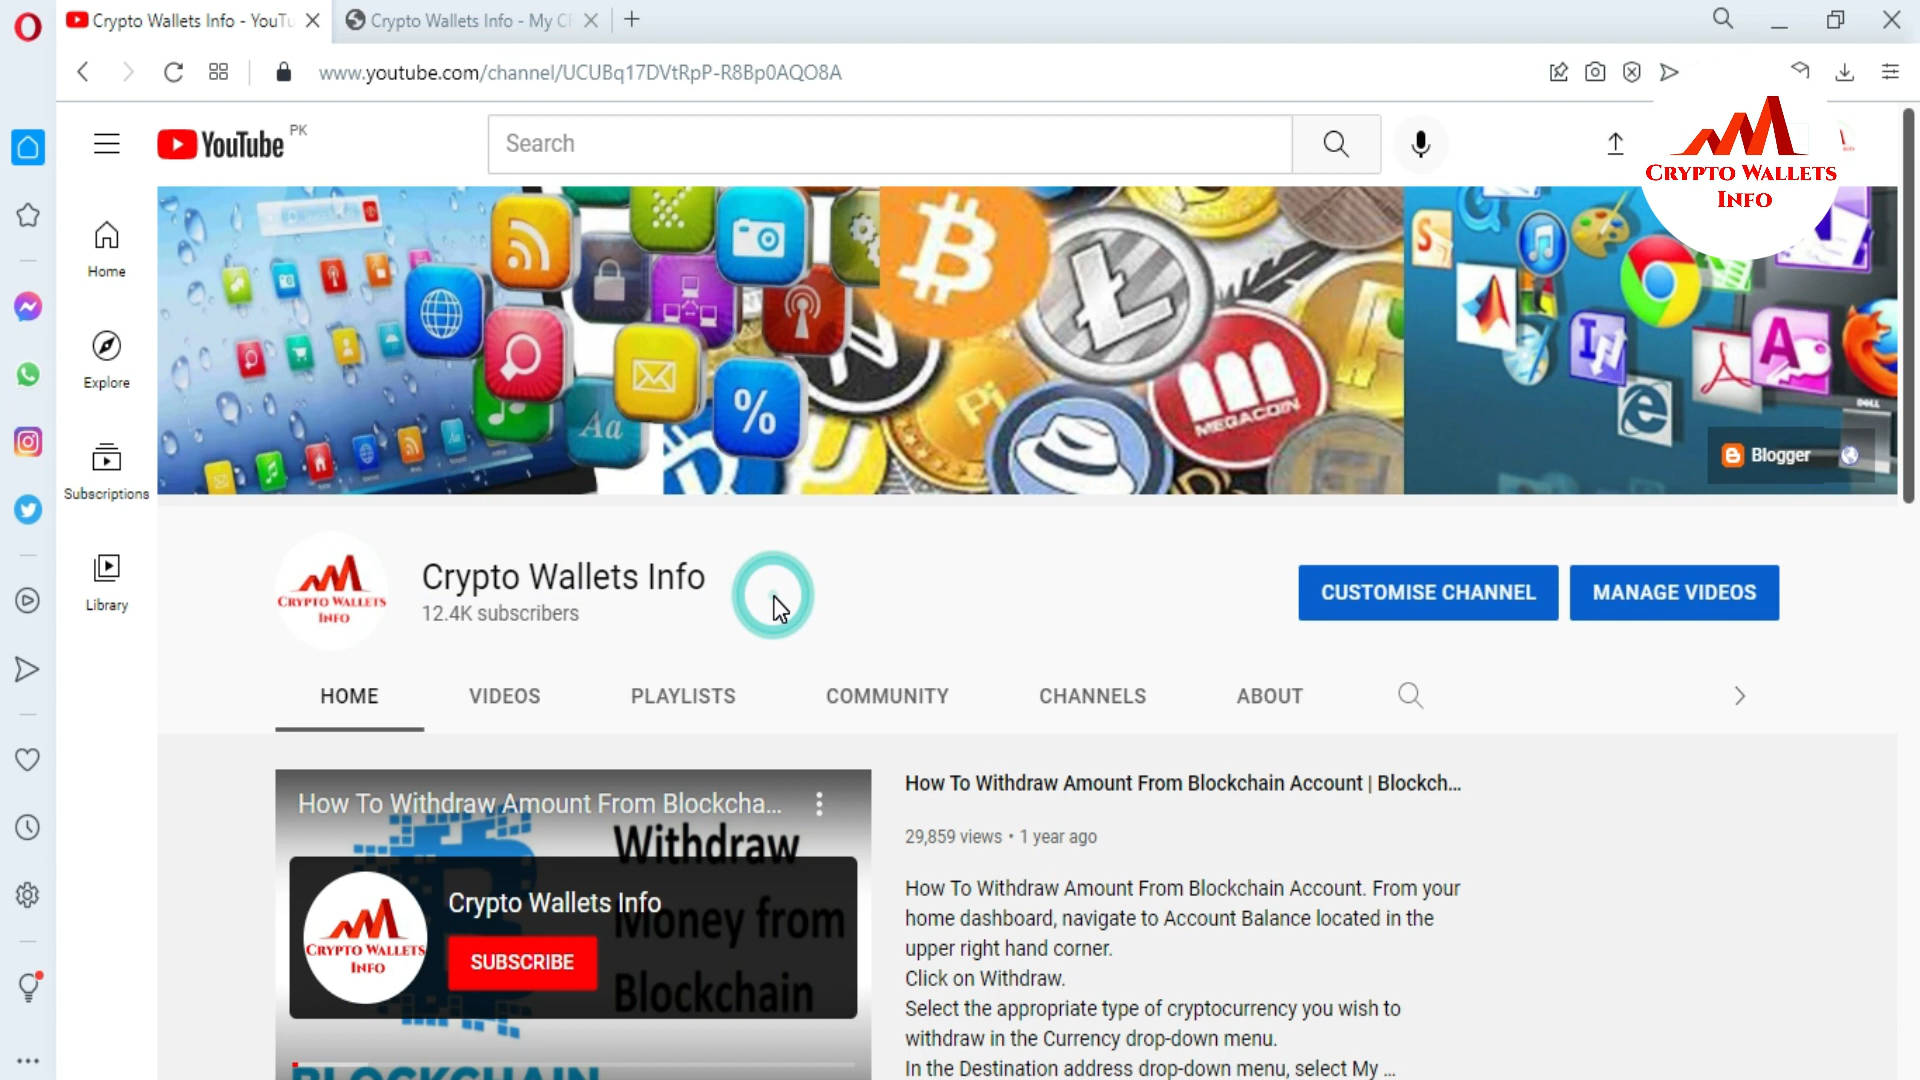 Crypto Wallets Info - YouTu
Crypto Wallets Info - My C
www.youtube.com/channel/UCUBq17DVtRpP-R8Bp0AQO8A
YouTube PK
Search
CRYPTO WALLETS
INFO
Home
Explore
Subscriptions
Library
Aa
%
Pi
MEGACOIN
DELL
Blogger
CRYPTO WALLETS
INFO
Crypto Wallets Info
12.4K subscribers
CUSTOMISE CHANNEL
MANAGE VIDEOS
HOME
VIDEOS
PLAYLISTS
COMMUNITY
CHANNELS
ABOUT
How To Withdraw Amount From Blockcha...
Withdraw
Money from
Blockchain
Crypto Wallets Info
SUBSCRIBE
CRYPTO WALLETS
INFO
BLOCKCHAIN
How To Withdraw Amount From Blockchain Account | Blockch...
29,859 views • 1 year ago
How To Withdraw Amount From Blockchain Account. From your
home dashboard, navigate to Account Balance located in the
upper right hand corner.
Click on Withdraw.
Select the appropriate type of cryptocurrency you wish to
withdraw in the Currency drop-down menu.
In the Destination address drop-down menu, select My ...